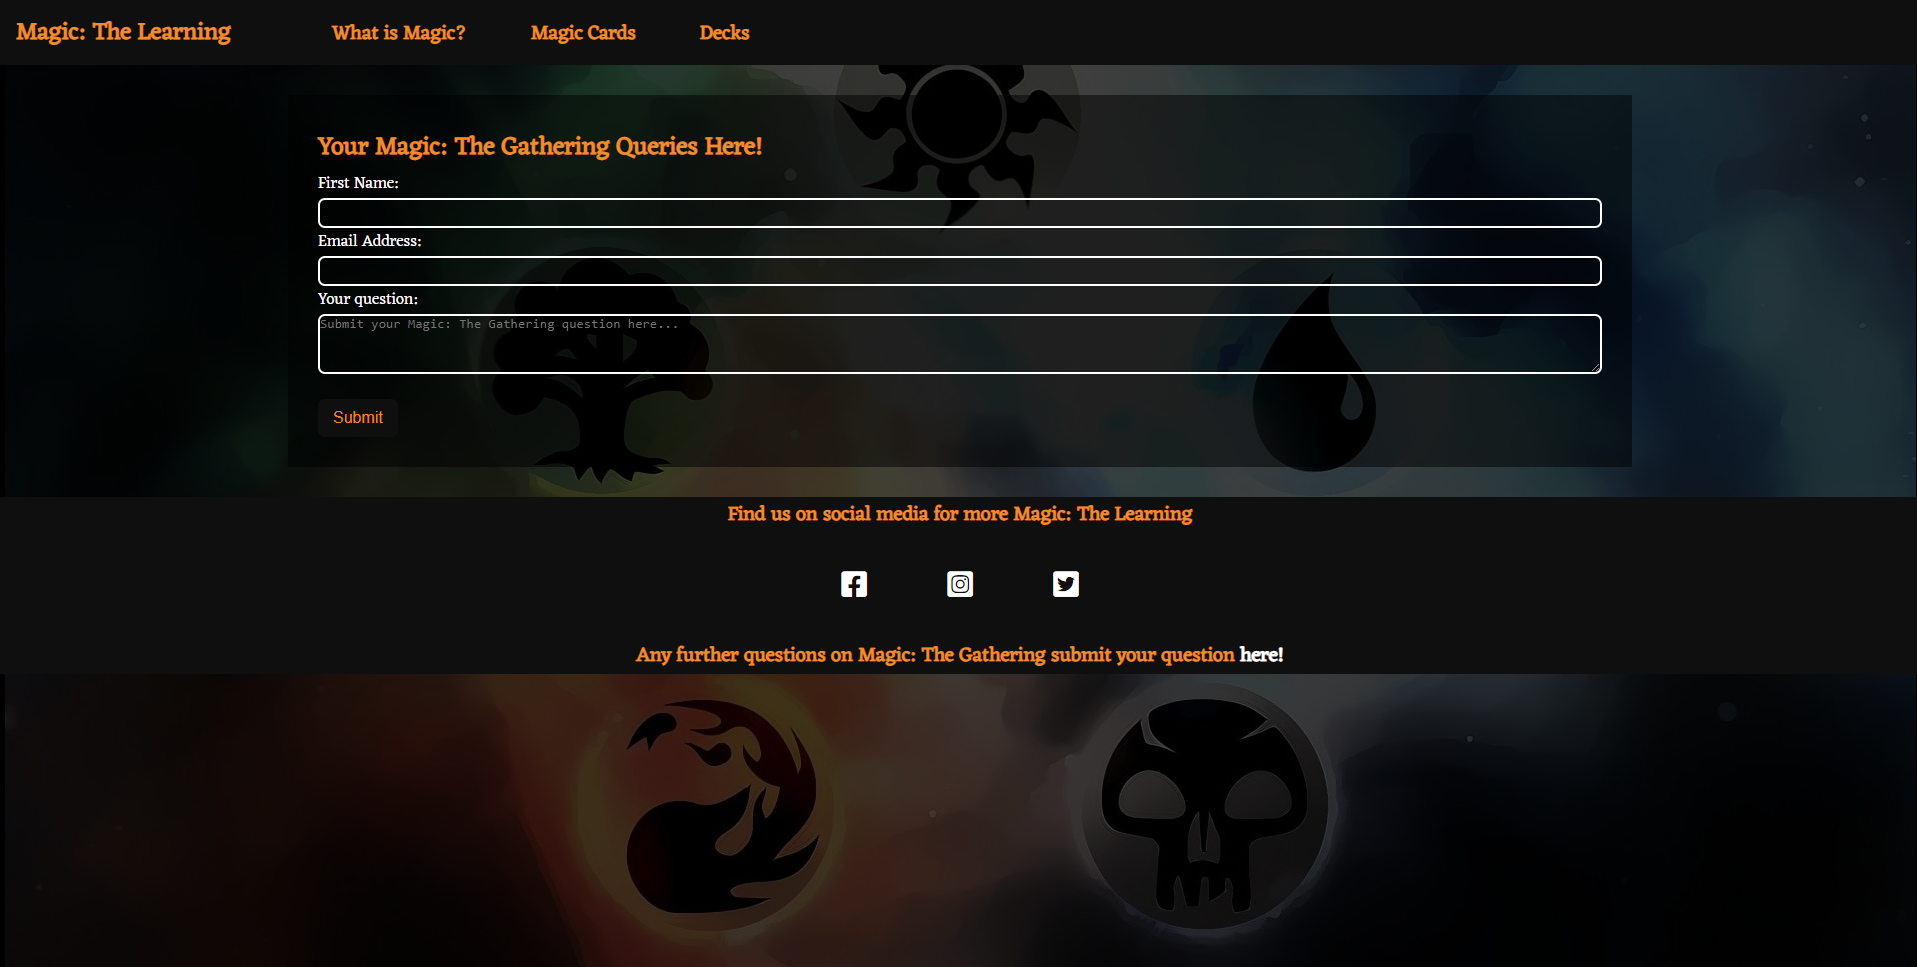 Magic: The Learning What is Magic? Magic Cards Decks
Your Magic: The Gathering Queries Here!
First Name:
Email Address:
Your question:
Submit your Magic: The Gathering question here...
Submit
Find us on social media for more Magic: The Learning
Any further questions on Magic: The Gathering submit your question here!